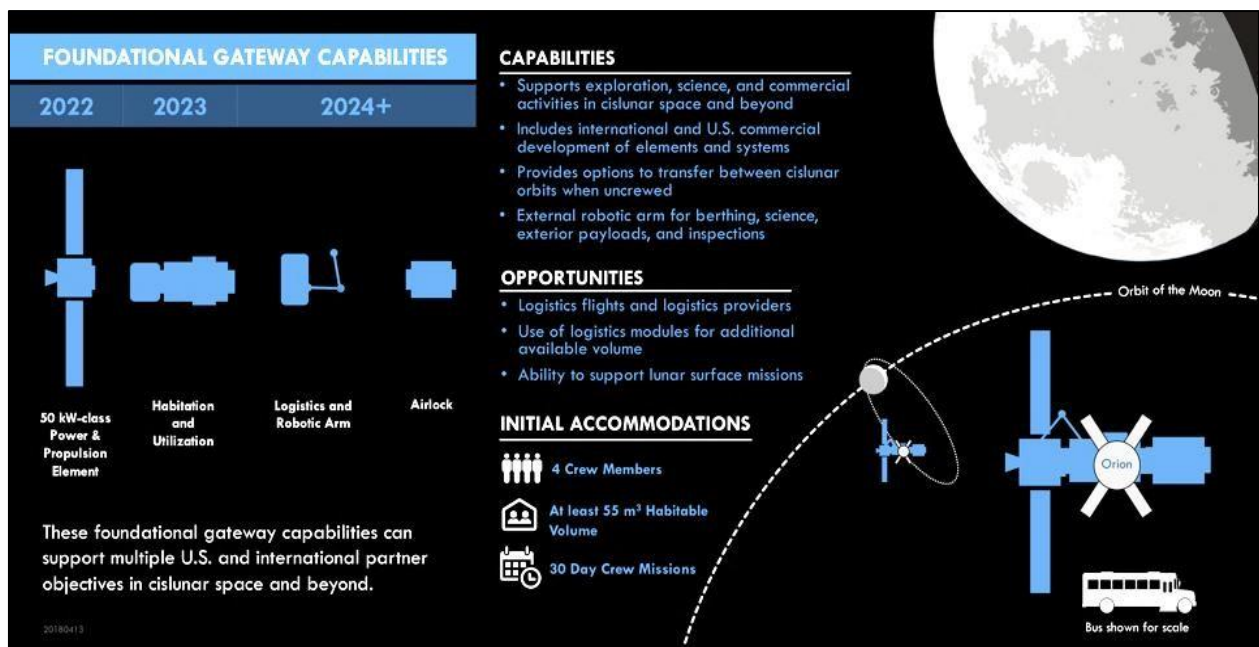 FOUNDATIONAL GATEWAY CAPABILITIES
2022
2023
2024+
50 kW-class
Power &
Propulsion
Element
Habitation
and
Utilization
Logistics and
Robotic Arm
Airlock
These foundational gateway capabilities can
support multiple U.S. and international partner
objectives in cislunar space and beyond.
20180413
CAPABILITIES
• Supports exploration, science, and commercial
activities in cislunar space and beyond
• Includes international and U.S. commercial
development of elements and systems
• Provides options to transfer between cislunar
orbits when uncrewed
• External robotic arm for berthing, science,
exterior payloads, and inspections
OPPORTUNITIES
• Logistics flights and logistics providers
• Use of logistics modules for additional
available volume
• Ability to support lunar surface missions
INITIAL ACCOMMODATIONS
4 Crew Members
At least 55 m³ Habitable
Volume
30 Day Crew Missions
Orbit of the Moon
Orion
Bus shown for scale